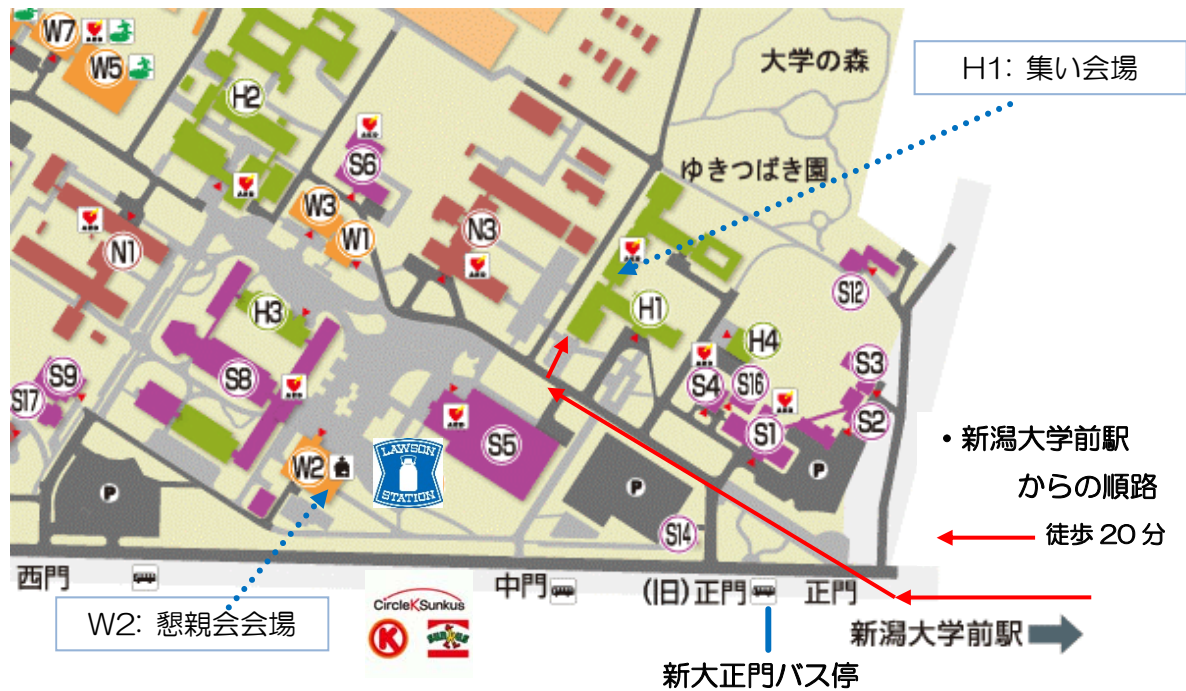 W7
W5
大学の森
H1: 集い会場
H2
S6
ゆきつばき園
W3
W1
N3
N1
S12
H3
H1
H4
S3
S9
S8
S4
S16
S17
S2
S1
S5
・新潟大学前駅
からの順路
W2
LAWSON
STATION
P
P
P
S14
徒歩20分
西門
中門
(旧)正門
正門
W2: 懇親会会場
CircleKSunkus
K
sunkus
新潟大学前駅
新大正門バス停